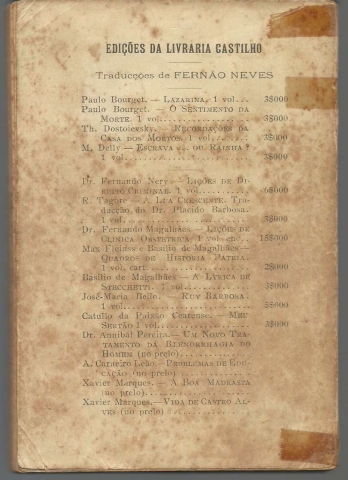 EDIÇÕES DA LIVRARIA CASTILHO
Traducções de FERNÃO NEVES
Paulo Bourget. — LAZARINA. 1 vol... 3$000
Paulo Bourget. — O SENTIMENTO DA
MORTE. 1 vol........ 3$000
Th. Dostoievsky. — RECORDAÇÕES DA
CASA DOS MORTOS. 1 vol...... 3$000
M. Delly — ESCRAVA... OU RAINHA?
1 vol........ 3$000
Dr. Fernando Nery. — LIÇÕES DE DI-
REITO CRIMINAL. 1 vol........ 6$000
R. Tagore — A LUA CRESCENTE. Tra-
ducção do Dr. Placido Barbosa.
1 vol........ 3$000
Dr. Fernando Magalhães — LIÇÕES DE
CLINICA OBSTETRICA. 1 vol. enc... 15$000
Max Fleiuss e Basilio de Magalhães —
QUADROS DE HISTORIA PATRIA.
1 vol. cart........ 2$000
Basilio de Magalhães — A LYRICA DE
STECCHETTI. 1 vol........ 3$000
José-Maria Bello. — RUY BARBOSA.
1 vol........ 3$000
Catullo da Paixão Cearense. — MEU
SERTÃO 1 vol........ 3$000
Dr. Annibal Pereira. — UM NOVO TRA-
TAMENTO DA BLENORRHAGIA DO
HOMEM (no prelo)........
A. Carneiro Leão. — PROBLEMAS DE EDU-
CAÇÃO (no prelo)........
Xavier Marques. — A BOA MADRASTA
(no prelo)........
Xavier Marques. — VIDA DE CASTRO AL-
VES (no prelo)........